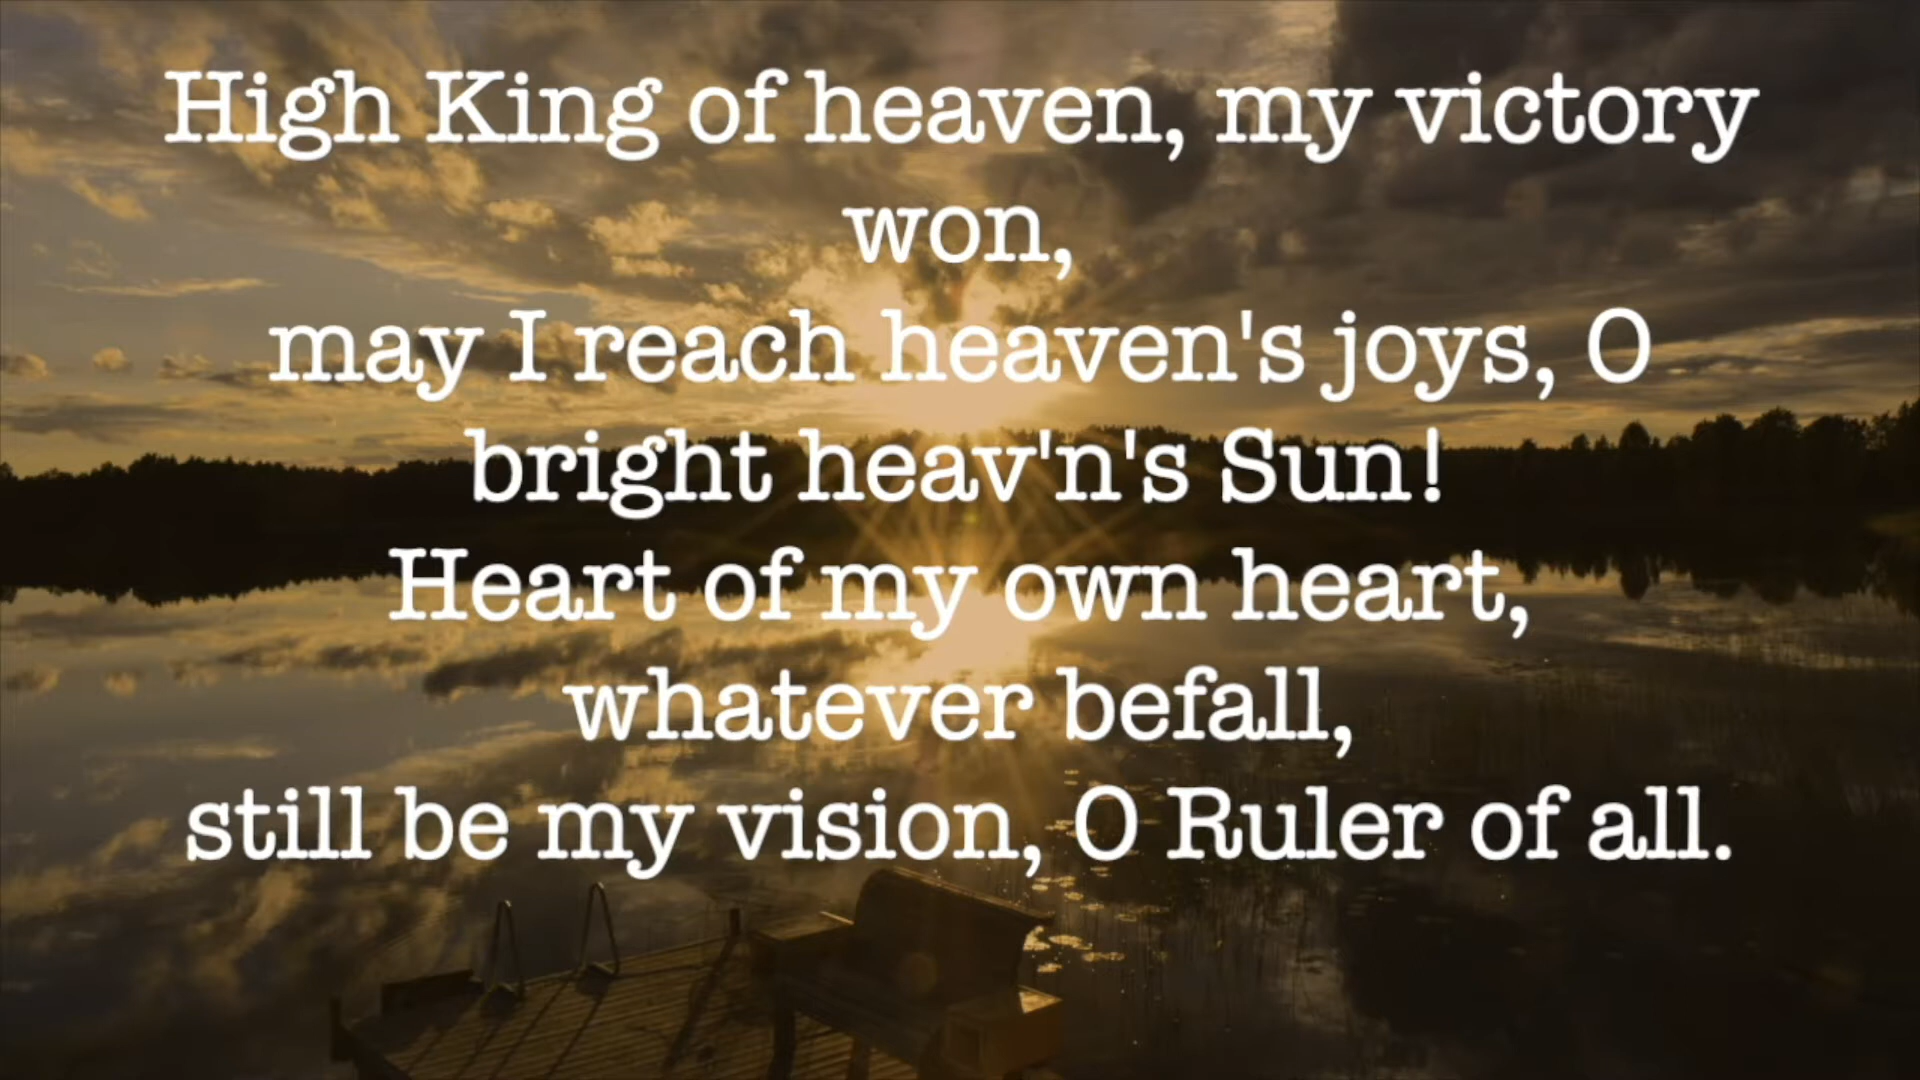 High King of heaven, my victory
won,
may I reach heaven's joys, O
bright heav'n's Sun!
Heart of my own heart,
whatever befall,
still be my vision, O Ruler of all.